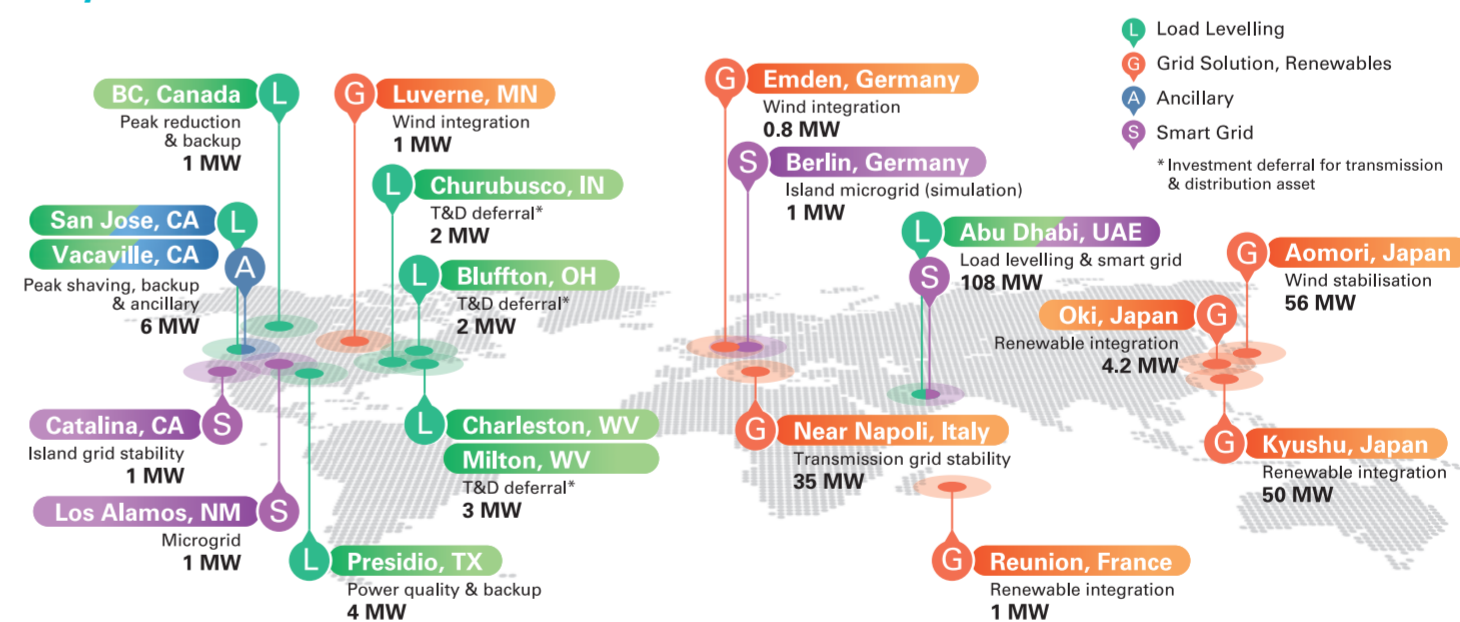 L Load Levelling
G Grid Solution, Renewables
A Ancillary
S Smart Grid
* Investment deferral for transmission
& distribution asset
BC, Canada L
Peak reduction
& backup
1 MW
G Luverne, MN
Wind integration
1 MW
L Churubusco, IN
T&D deferral*
2 MW
San Jose, CA L
Vacaville, CA A
Peak shaving, backup
& ancillary
6 MW
L Bluffton, OH
T&D deferral*
2 MW
Catalina, CA S
Island grid stability
1 MW
L Charleston, WV
Milton, WV
T&D deferral*
3 MW
Los Alamos, NM S
Microgrid
1 MW
L Presidio, TX
Power quality & backup
4 MW
G Emden, Germany
Wind integration
0.8 MW
S Berlin, Germany
Island microgrid (simulation)
1 MW
L Abu Dhabi, UAE
S Load levelling & smart grid
108 MW
G Aomori, Japan
Wind stabilisation
56 MW
Oki, Japan G
Renewable integration
4.2 MW
G Near Napoli, Italy
Transmission grid stability
35 MW
G Kyushu, Japan
Renewable integration
50 MW
G Reunion, France
Renewable integration
1 MW